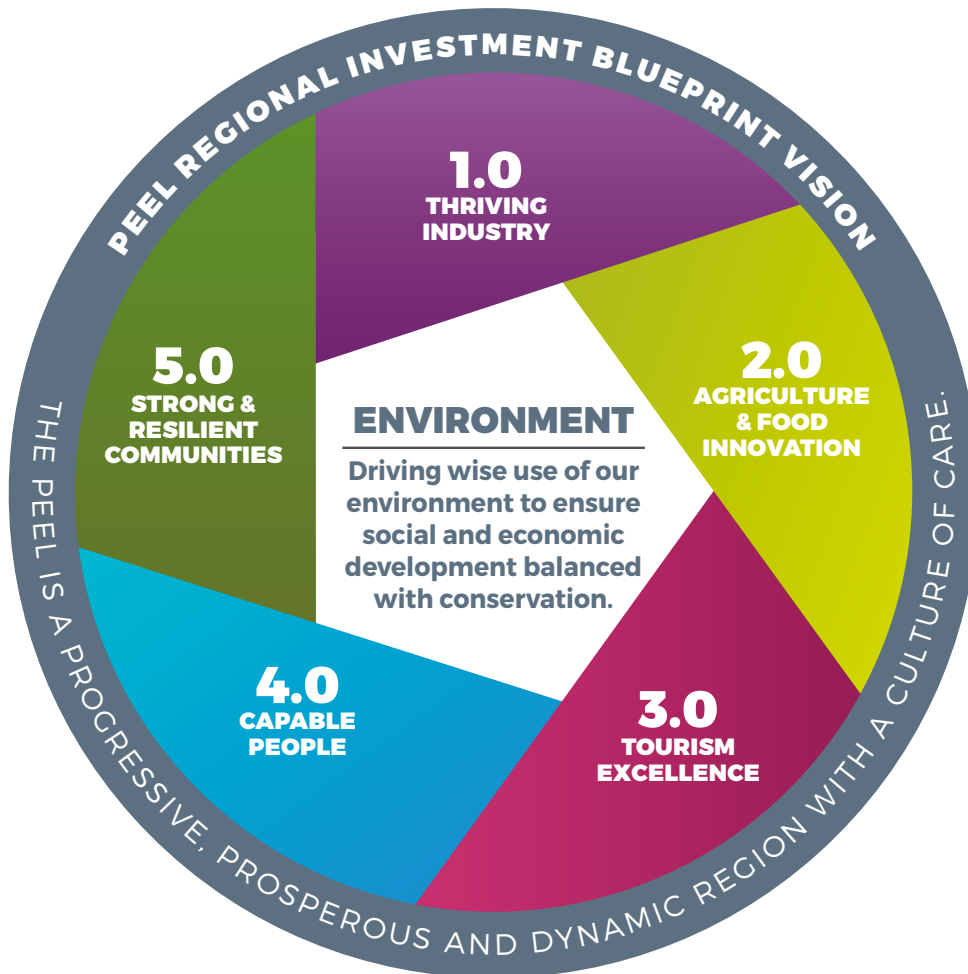 PEEL REGIONAL INVESTMENT BLUEPRINT VISION
1.0
THRIVING
INDUSTRY
2.0
AGRICULTURE
& FOOD
INNOVATION
3.0
TOURISM
EXCELLENCE
4.0
CAPABLE
PEOPLE
5.0
STRONG &
RESILIENT
COMMUNITIES
ENVIRONMENT
Driving wise use of our
environment to ensure
social and economic
development balanced
with conservation.
THE PEEL IS A PROGRESSIVE, PROSPEROUS AND DYNAMIC REGION WITH A CULTURE OF CARE.